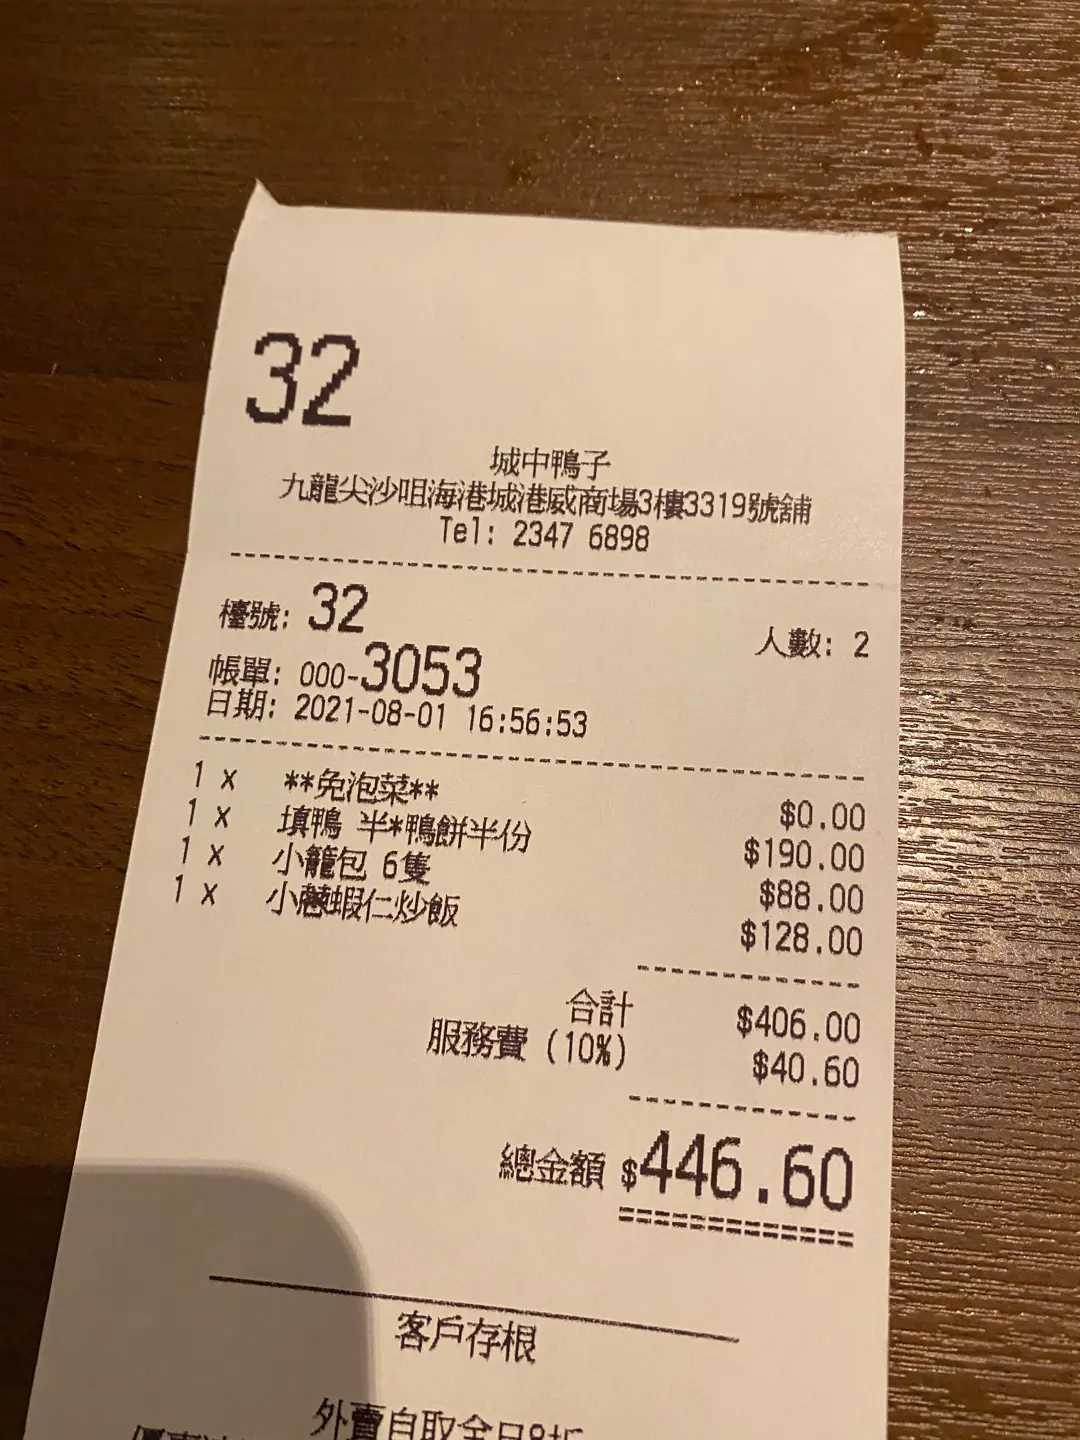 32
城中鴨子
九龍尖沙咀海港城港威商場3樓3319號舖
Tel: 2347 6898
檯號: 32 人數: 2
帳單: 000-3053
日期: 2021-08-01 16:56:53
1 x **免泡菜** $0.00
1 x 填鴨 半*鴨餅半份 $190.00
1 x 小籠包 6隻 $88.00
1 x 小蔥蝦仁炒飯 $128.00
合計 $406.00
服務費 (10%) $40.60
總金額 $446.60
客戶存根
外賣自取全日8折